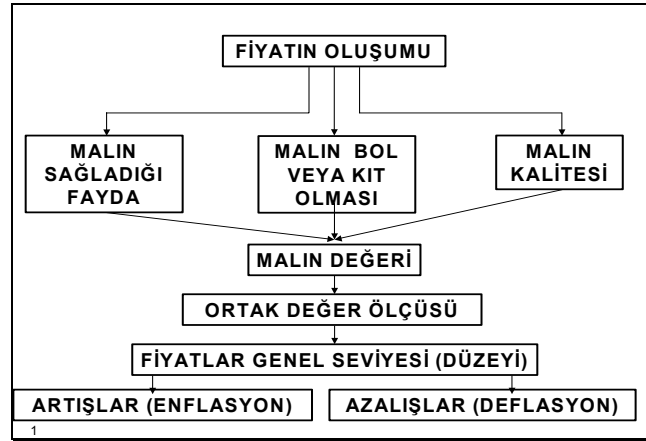 FİYATIN OLUŞUMU
MALIN
SAĞLADIĞI
FAYDA
MALIN BOL
VEYA KIT
OLMASI
MALIN
KALİTESİ
MALIN DEĞERİ
ORTAK DEĞER ÖLÇÜSÜ
FİYATLAR GENEL SEVİYESİ (DÜZEYİ)
ARTIŞLAR (ENFLASYON)
AZALIŞLAR (DEFLASYON)
1